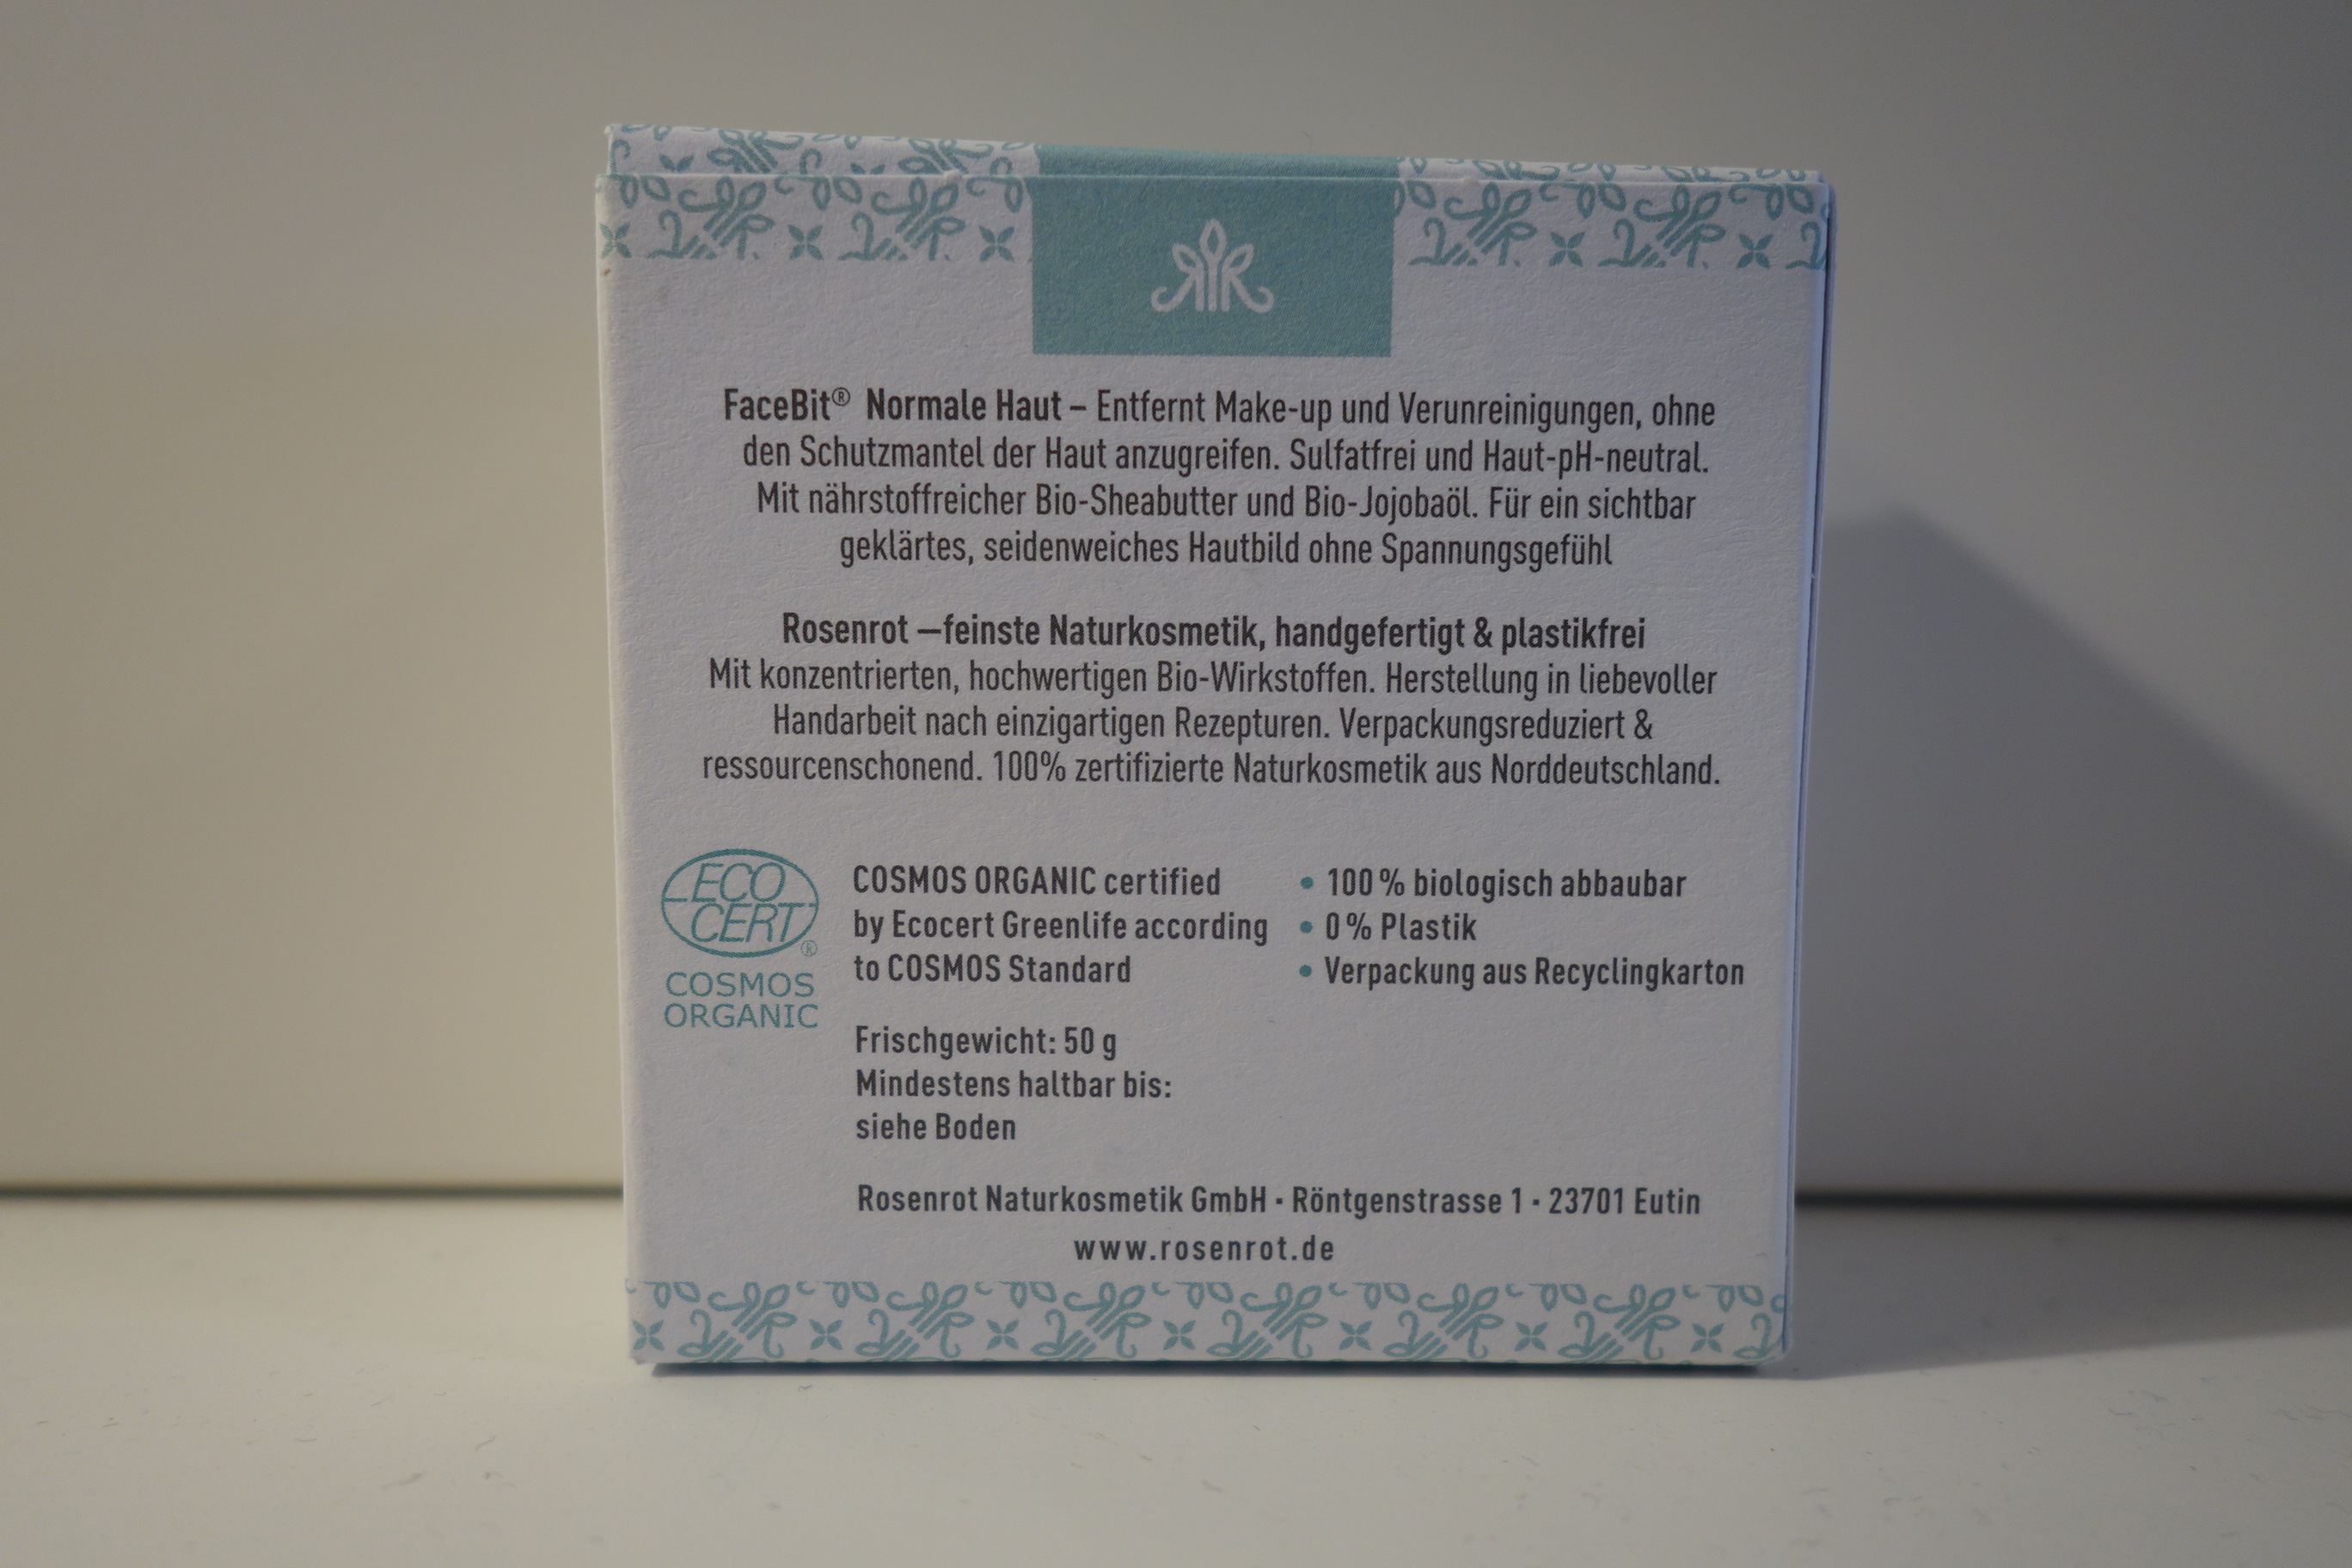 FaceBit® Normale Haut – Entfernt Make-up und Verunreinigungen, ohne
den Schutzmantel der Haut anzugreifen. Sulfatfrei und Haut-pH-neutral.
Mit nährstoffreicher Bio-Sheabutter und Bio-Jojobaöl. Für ein sichtbar
geklärtes, seidenweiches Hautbild ohne Spannungsgefühl
Rosenrot –feinste Naturkosmetik, handgefertigt & plastikfrei
Mit konzentrierten, hochwertigen Bio-Wirkstoffen. Herstellung in liebevoller
Handarbeit nach einzigartigen Rezepturen. Verpackungsreduziert &
ressourcenschonend. 100% zertifizierte Naturkosmetik aus Norddeutschland.
ECO
CERT®
COSMOS
ORGANIC
COSMOS ORGANIC certified
by Ecocert Greenlife according
to COSMOS Standard
• 100 % biologisch abbaubar
• 0 % Plastik
• Verpackung aus Recyclingkarton
Frischgewicht: 50 g
Mindestens haltbar bis:
siehe Boden
Rosenrot Naturkosmetik GmbH · Röntgenstrasse 1 · 23701 Eutin
www.rosenrot.de